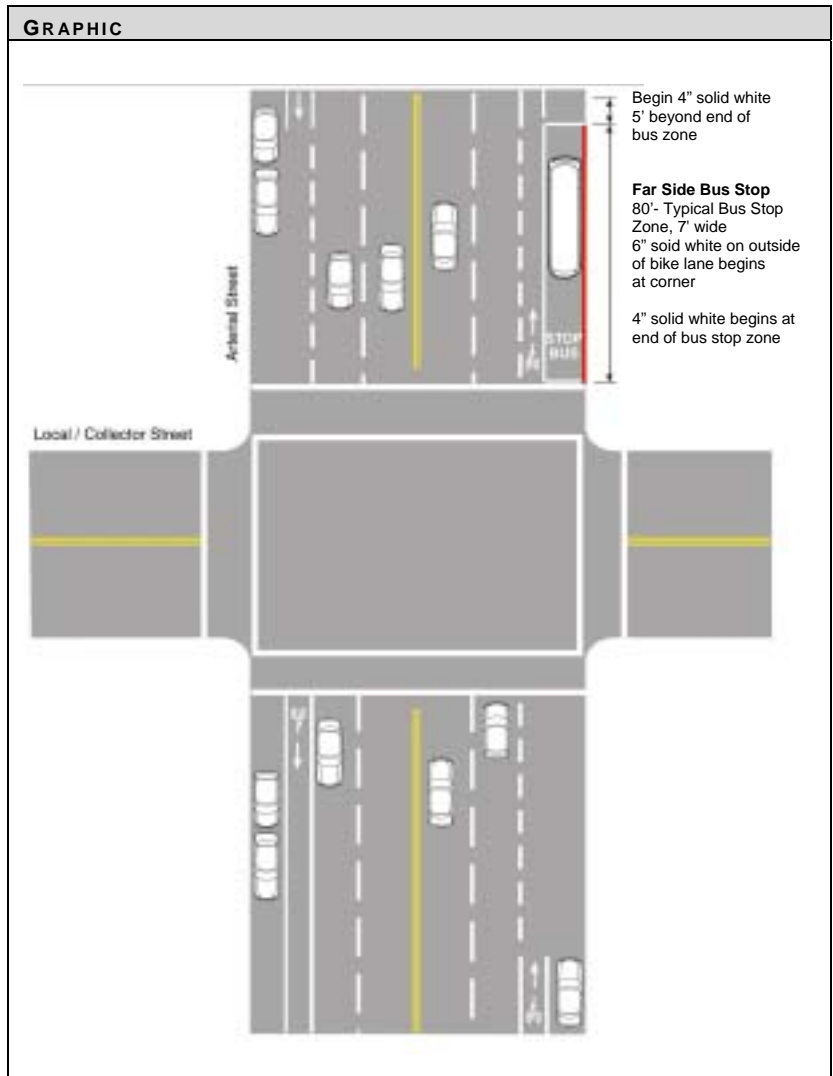 GRAPHIC
Begin 4” solid white
5’ beyond end of
bus zone
Far Side Bus Stop
80’- Typical Bus Stop
Zone, 7’ wide
6” soid white on outside
of bike lane begins
at corner
4” solid white begins at
end of bus stop zone
Arterial Street
STOP
BUS
Local / Collector Street